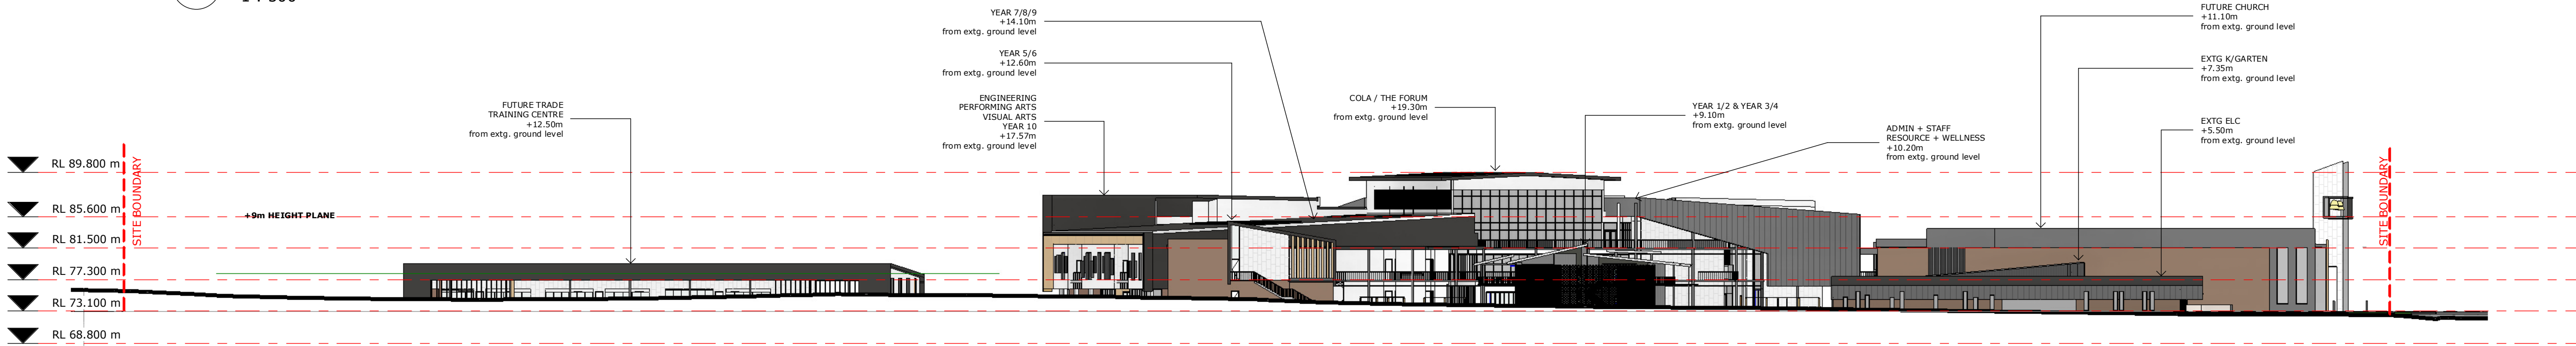 1 : 500
YEAR 7/8/9
+14.10m
from extg. ground level
YEAR 5/6
+12.60m
from extg. ground level
ENGINEERING
PERFORMING ARTS
VISUAL ARTS
YEAR 10
+17.57m
from extg. ground level
FUTURE TRADE
TRAINING CENTRE
+12.50m
from extg. ground level
COLA / THE FORUM
+19.30m
from extg. ground level
YEAR 1/2 & YEAR 3/4
+9.10m
from extg. ground level
ADMIN + STAFF
RESOURCE + WELLNESS
+10.20m
from extg. ground level
FUTURE CHURCH
+11.10m
from extg. ground level
EXTG K/GARTEN
+7.35m
from extg. ground level
EXTG ELC
+5.50m
from extg. ground level
RL 89.800 m
RL 85.600 m
RL 81.500 m
RL 77.300 m
RL 73.100 m
RL 68.800 m
SITE BOUNDARY
+9m HEIGHT PLANE
SITE BOUNDARY